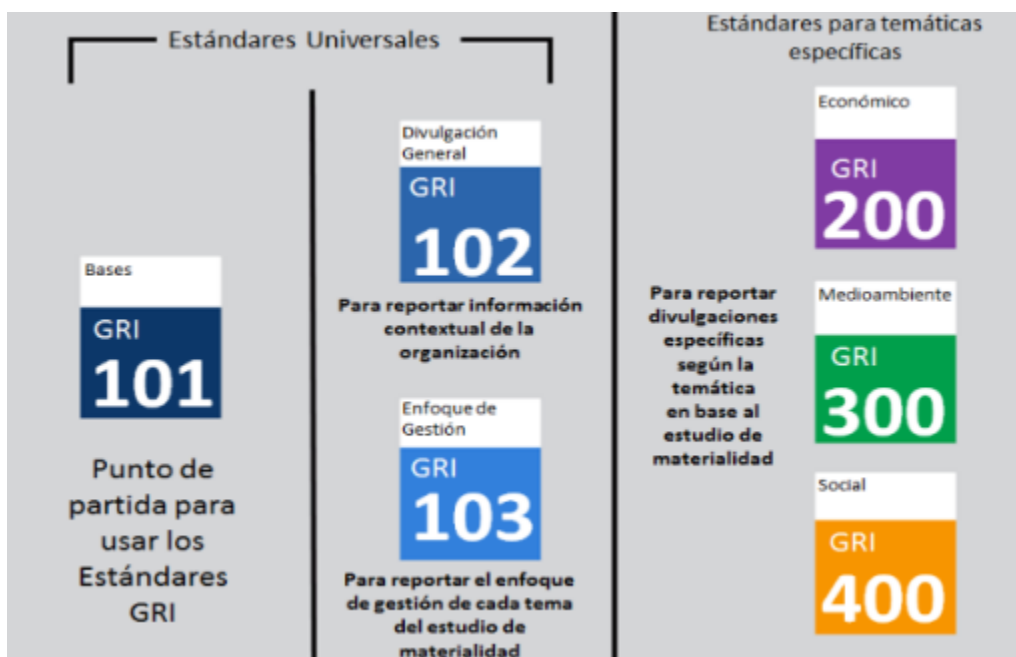 Estándares Universales
Bases
GRI
101
Punto de
partida para
usar los
Estándares
GRI
Divulgación
General
GRI
102
Para reportar información
contextual de la
organización
Enfoque de
Gestión
GRI
103
Para reportar el enfoque
de gestión de cada tema
del estudio de
materialidad
Estándares para temáticas
específicas
Para reportar
divulgaciones
específicas
según la
temática
en base al
estudio de
materialidad
Económico
GRI
200
Medioambiente
GRI
300
Social
GRI
400